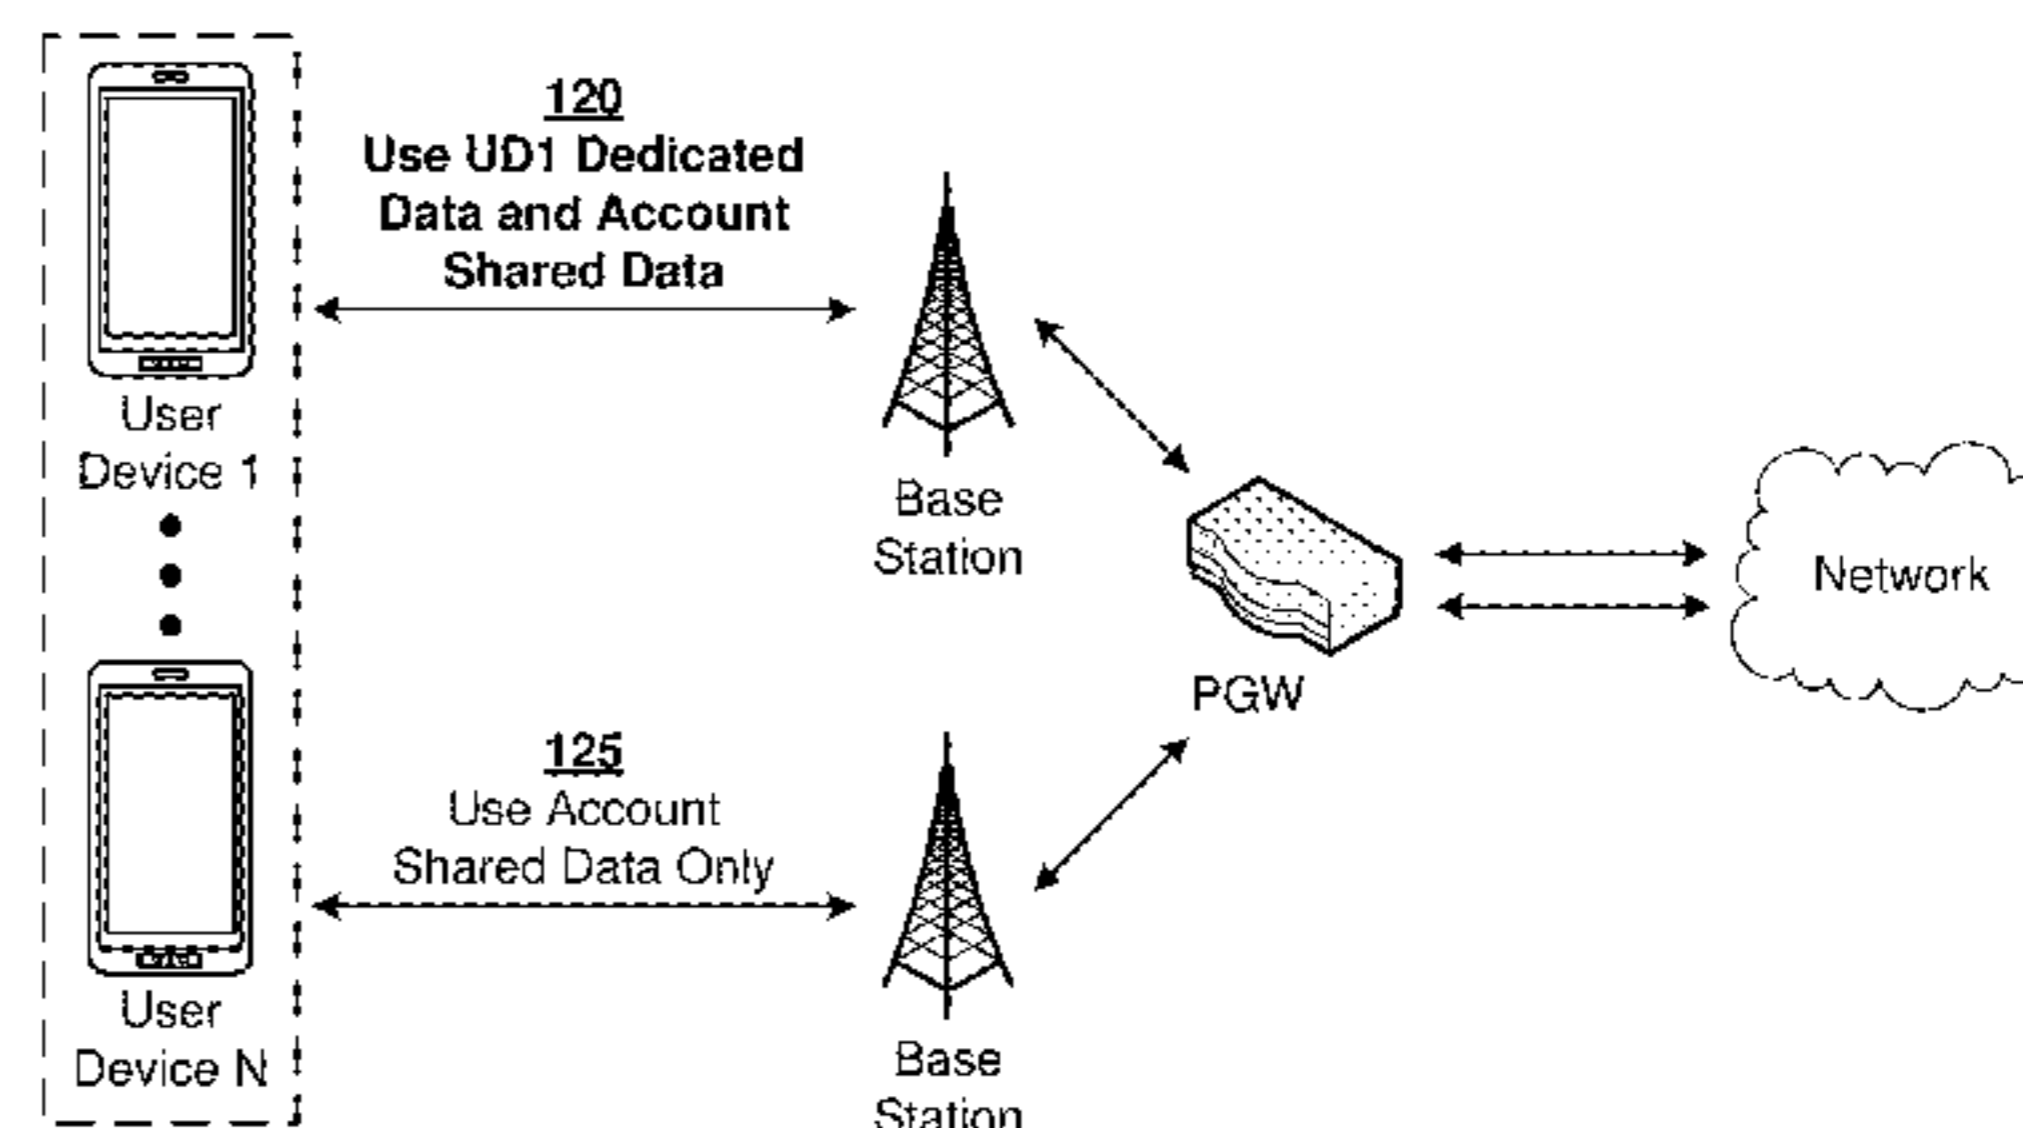 120
Use UD1 Dedicated
Data and Account
Shared Data
User
Device 1
Base
Station
Network
PGW
125
Use Account
Shared Data Only
User
Device N
Base
Station